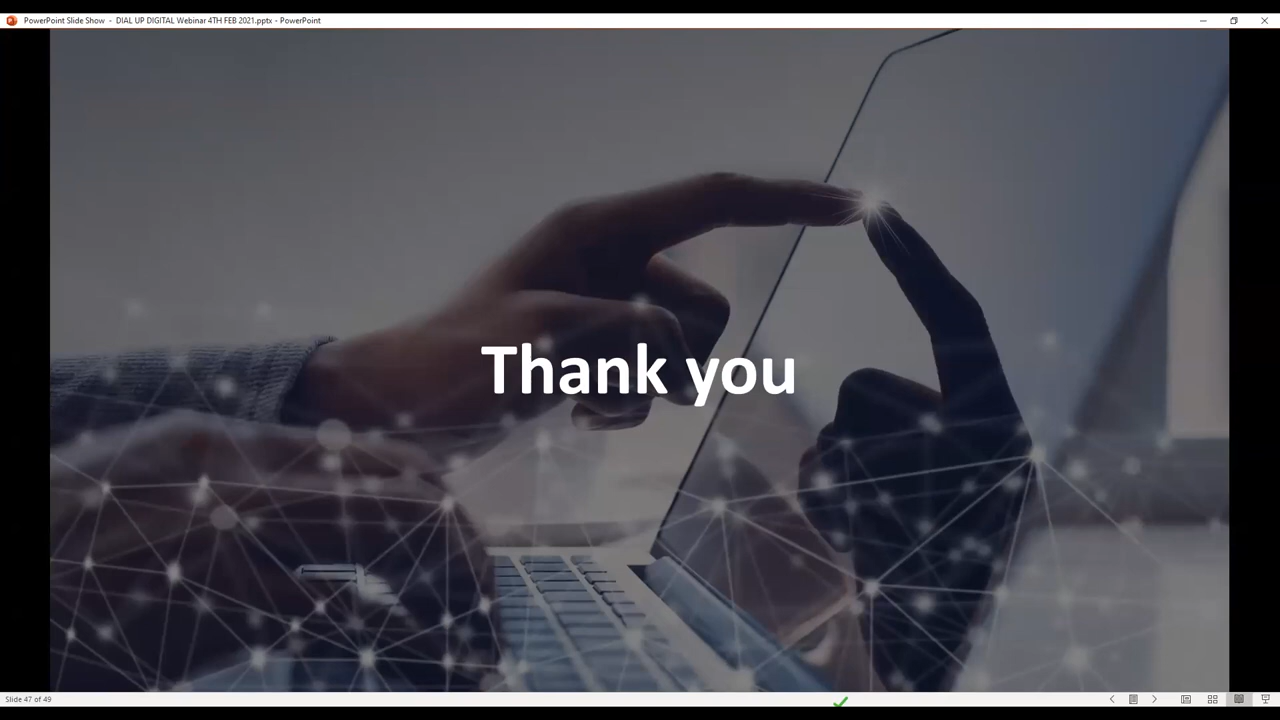 PowerPoint Slide Show - DIAL UP DIGITAL Webinar 4TH FEB 2021.pptx - PowerPoint
Thank you
Slide 47 of 49